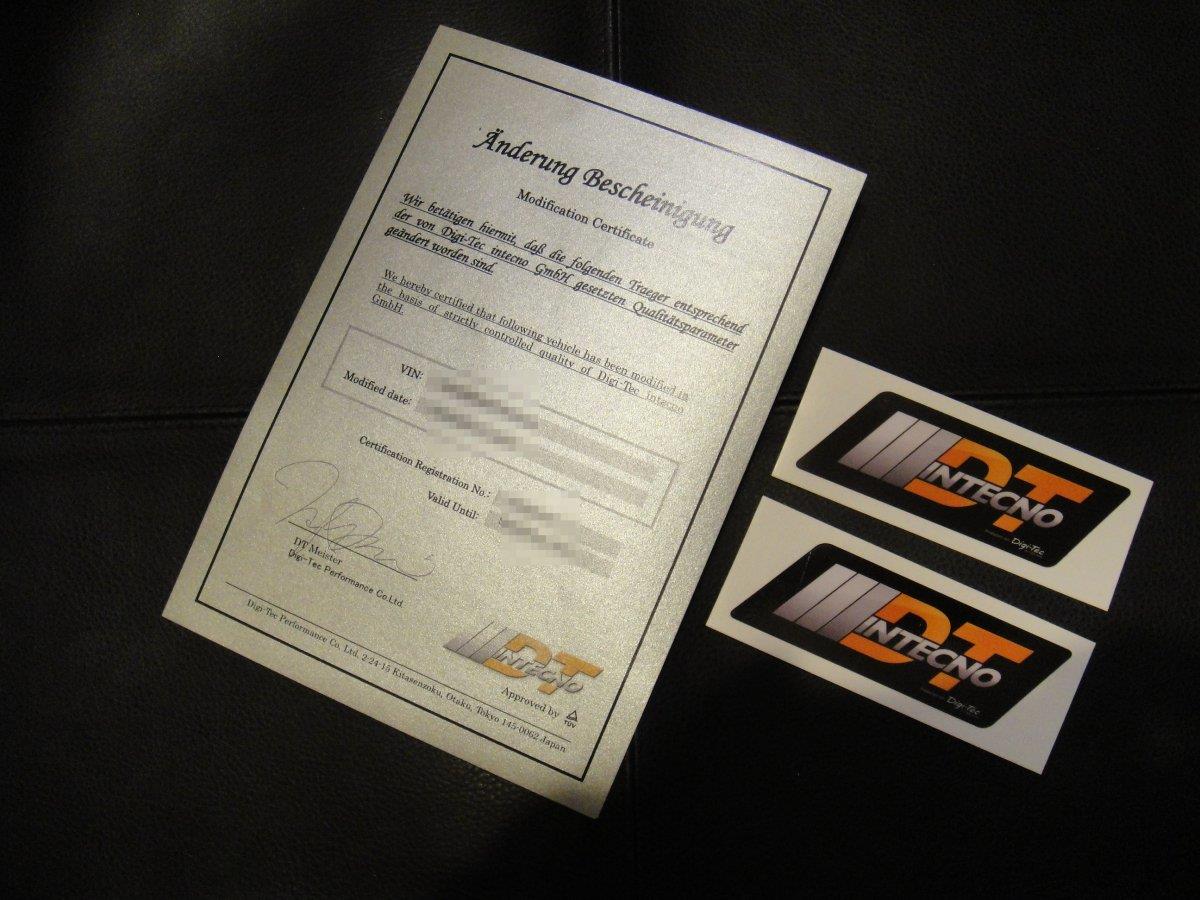 Änderung Bescheinigung
Modification Certificate
Wir betätigen hiermit, daß die folgenden Traeger entsprechend
der von Digi-Tec intecno GmbH gesetzten Qualitätsparameter
geändert worden sind.
We hereby certified that following vehicle has been modified in
the basis of strictly controlled quality of Digi-Tec intecno
GmbH.
VIN:
Modified date:
Certification Registration No.:
Valid Until:
DT Meister
Digi-Tec Performance Co.Ltd.
DT
INTECNO
Approved by TÜV
Digi-Tec Performance Co. Ltd. 2-24-15 Kitasenzoku, Otaku, Tokyo 145-0062 Japan
DT
INTECNO
Digi-Tec
DT
INTECNO
Digi-Tec